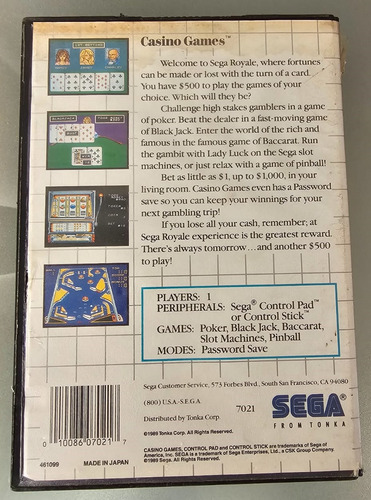 Casino Games™
Welcome to Sega Royale, where fortunes
can be made or lost with the turn of a card.
You have $500 to play the games of your
choice. Which will they be?
Challenge high stakes gamblers in a game
of poker. Beat the dealer in a fast-moving game
of Black Jack. Enter the world of the rich and
famous in the famous game of Baccarat. Run
the gambit with Lady Luck on the Sega slot
machines, or just relax with a game of pinball!
Bet as little as $1, up to $1,000, in your
living room. Casino Games even has a Password
save so you can keep your winnings for your
next gambling trip!
If you lose all your cash, remember; at
Sega Royale experience is the greatest reward.
There's always tomorrow...and another $500
to play!
PLAYERS: 1
PERIPHERALS: Sega® Control Pad™
or Control Stick™
GAMES: Poker, Black Jack, Baccarat,
Slot Machines, Pinball
MODES: Password Save
Sega Customer Service, 573 Forbes Blvd., South San Francisco, CA 94080
(800) U.S.A.-S.E.G.A.
Distributed by Tonka Corp.
7021
SEGA®
FROM TONKA
©1989 Tonka Corp. All Rights Reserved.
CASINO GAMES, CONTROL PAD and CONTROL STICK are trademarks of Sega of
America, Inc. SEGA is a trademark of Sega Enterprises, Ltd., a CSK Group Company.
©1989 Sega. All Rights Reserved.
0 10086 07021 7
461099
MADE IN JAPAN